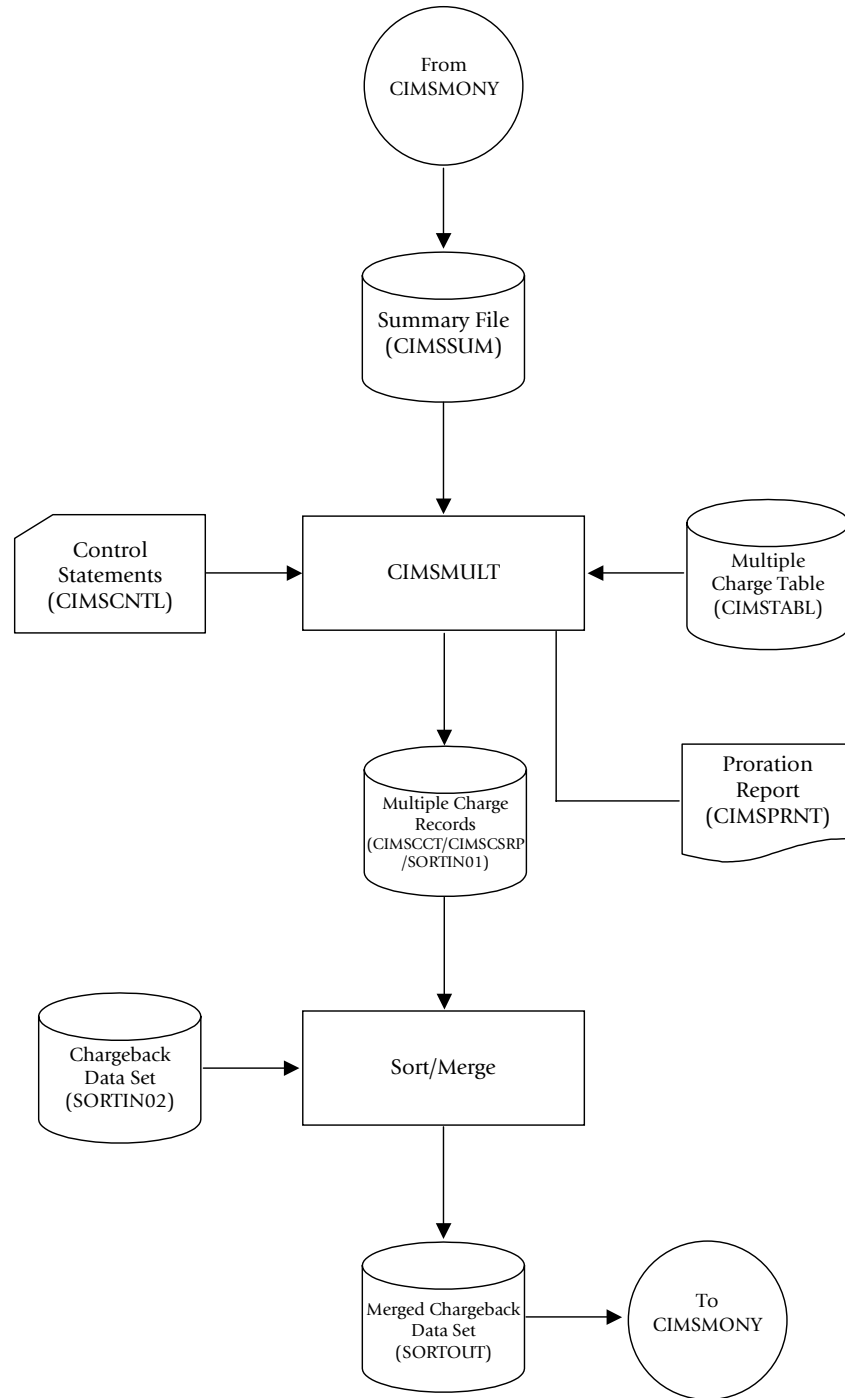 From
CIMSMONY
Summary File
(CIMSSUM)
Control
Statements
(CIMSCNTL)
CIMSMULT
Multiple
Charge Table
(CIMSTABL)
Multiple Charge
Records
(CIMSCCT/CIMSCSRP
/SORTIN01)
Proration
Report
(CIMSPRNT)
Chargeback
Data Set
(SORTIN02)
Sort/Merge
Merged Chargeback
Data Set
(SORTOUT)
To
CIMSMONY